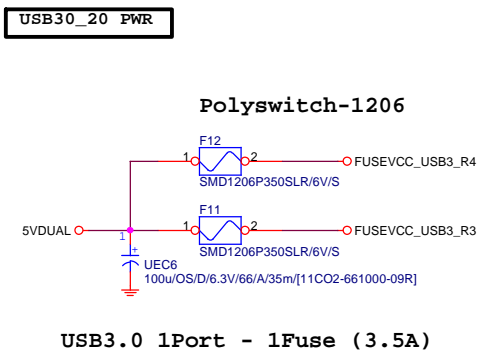 USB30_20 PWR
Polyswitch-1206
F12
1 2 FUSEVCC_USB3_R4
SMD1206P350SLR/6V/S
F11
5VDUAL 1 2 FUSEVCC_USB3_R3
1 SMD1206P350SLR/6V/S
+
UEC6
100u/OS/D/6.3V/66/A/35m/[11CO2-661000-09R]
USB3.0 1Port - 1Fuse (3.5A)